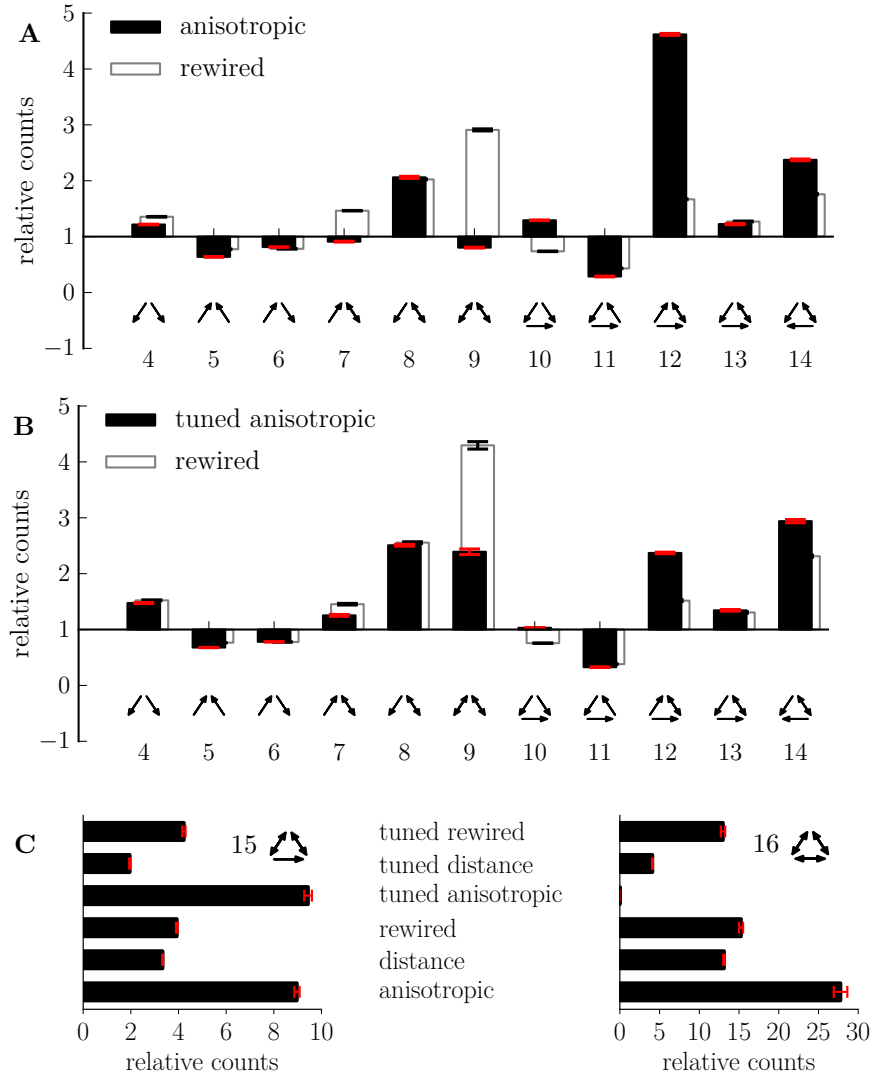 A
anisotropic
rewired
relative counts
5
4
3
2
1
0
−1
4 5 6 7 8 9 10 11 12 13 14
B
tuned anisotropic
rewired
relative counts
5
4
3
2
1
0
−1
4 5 6 7 8 9 10 11 12 13 14
C
15
tuned rewired
tuned distance
tuned anisotropic
rewired
distance
anisotropic
16
0 2 4 6 8 10
relative counts
0 5 10 15 20 25 30
relative counts